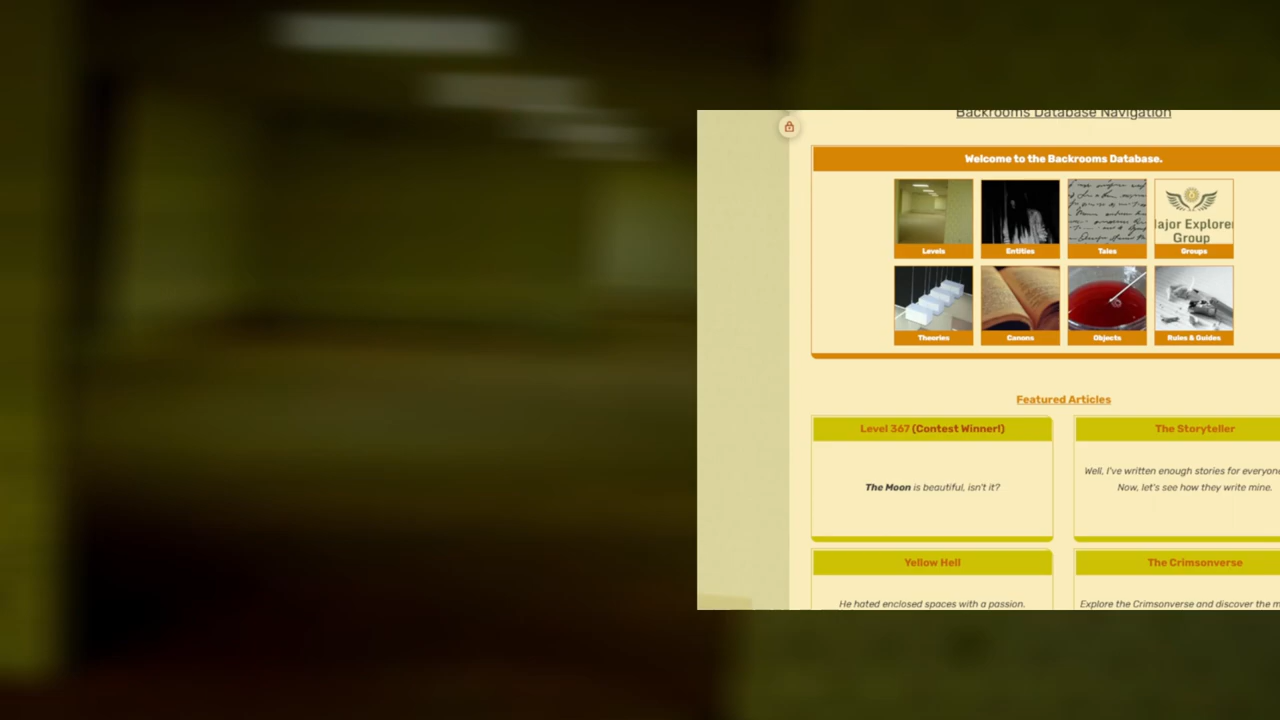 Backrooms Database Navigation
Welcome to the Backrooms Database.
Levels
Entities
Tales
Groups
Major Explorer
Group
Theories
Canons
Objects
Rules & Guides
Featured Articles
Level 367 (Contest Winner!)
The Moon is beautiful, isn't it?
The Storyteller
Well, I've written enough stories for everyone
Now, let's see how they write mine.
Yellow Hell
He hated enclosed spaces with a passion.
The Crimsonverse
Explore the Crimsonverse and discover the m